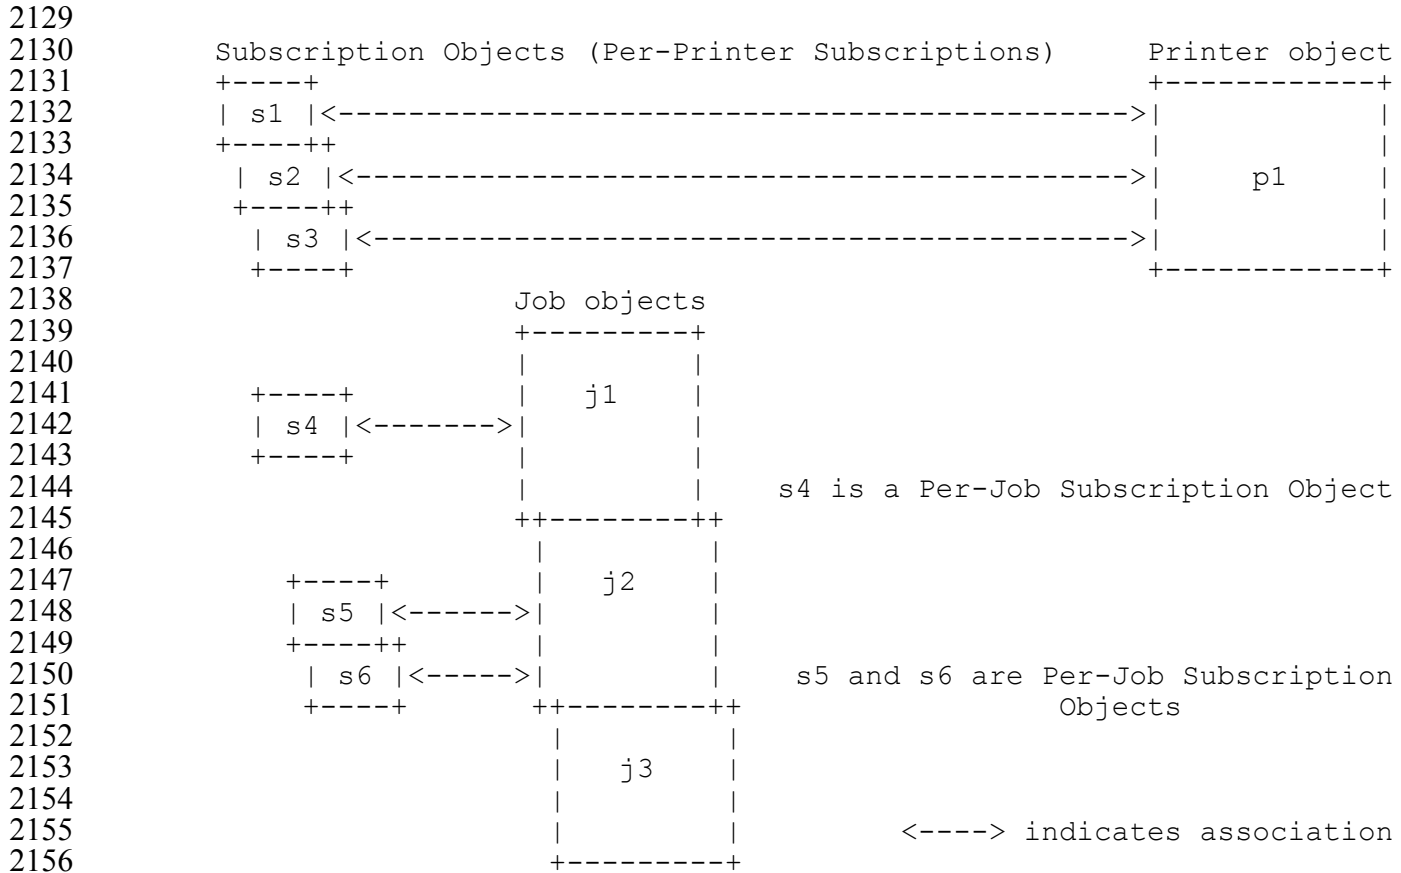 2129
2130 Subscription Objects (Per-Printer Subscriptions) Printer object
2131 +----+ +------------+
2132 | s1 |<--------------------------------------------->| |
2133 +----++ | |
2134 | s2 |<-------------------------------------------->| p1 |
2135 +----++ | |
2136 | s3 |<------------------------------------------->| |
2137 +----+ +------------+
2138 Job objects
2139 +---------+
2140 | |
2141 +----+ | j1 |
2142 | s4 |<------->| |
2143 +----+ | |
2144 | | s4 is a Per-Job Subscription Object
2145 ++--------++
2146 | |
2147 +----+ | j2 |
2148 | s5 |<------>| |
2149 +----++ | |
2150 | s6 |<----->| | s5 and s6 are Per-Job Subscription
2151 +----+ ++--------++ Objects
2152 | |
2153 | j3 |
2154 | |
2155 | | <----> indicates association
2156 +---------+